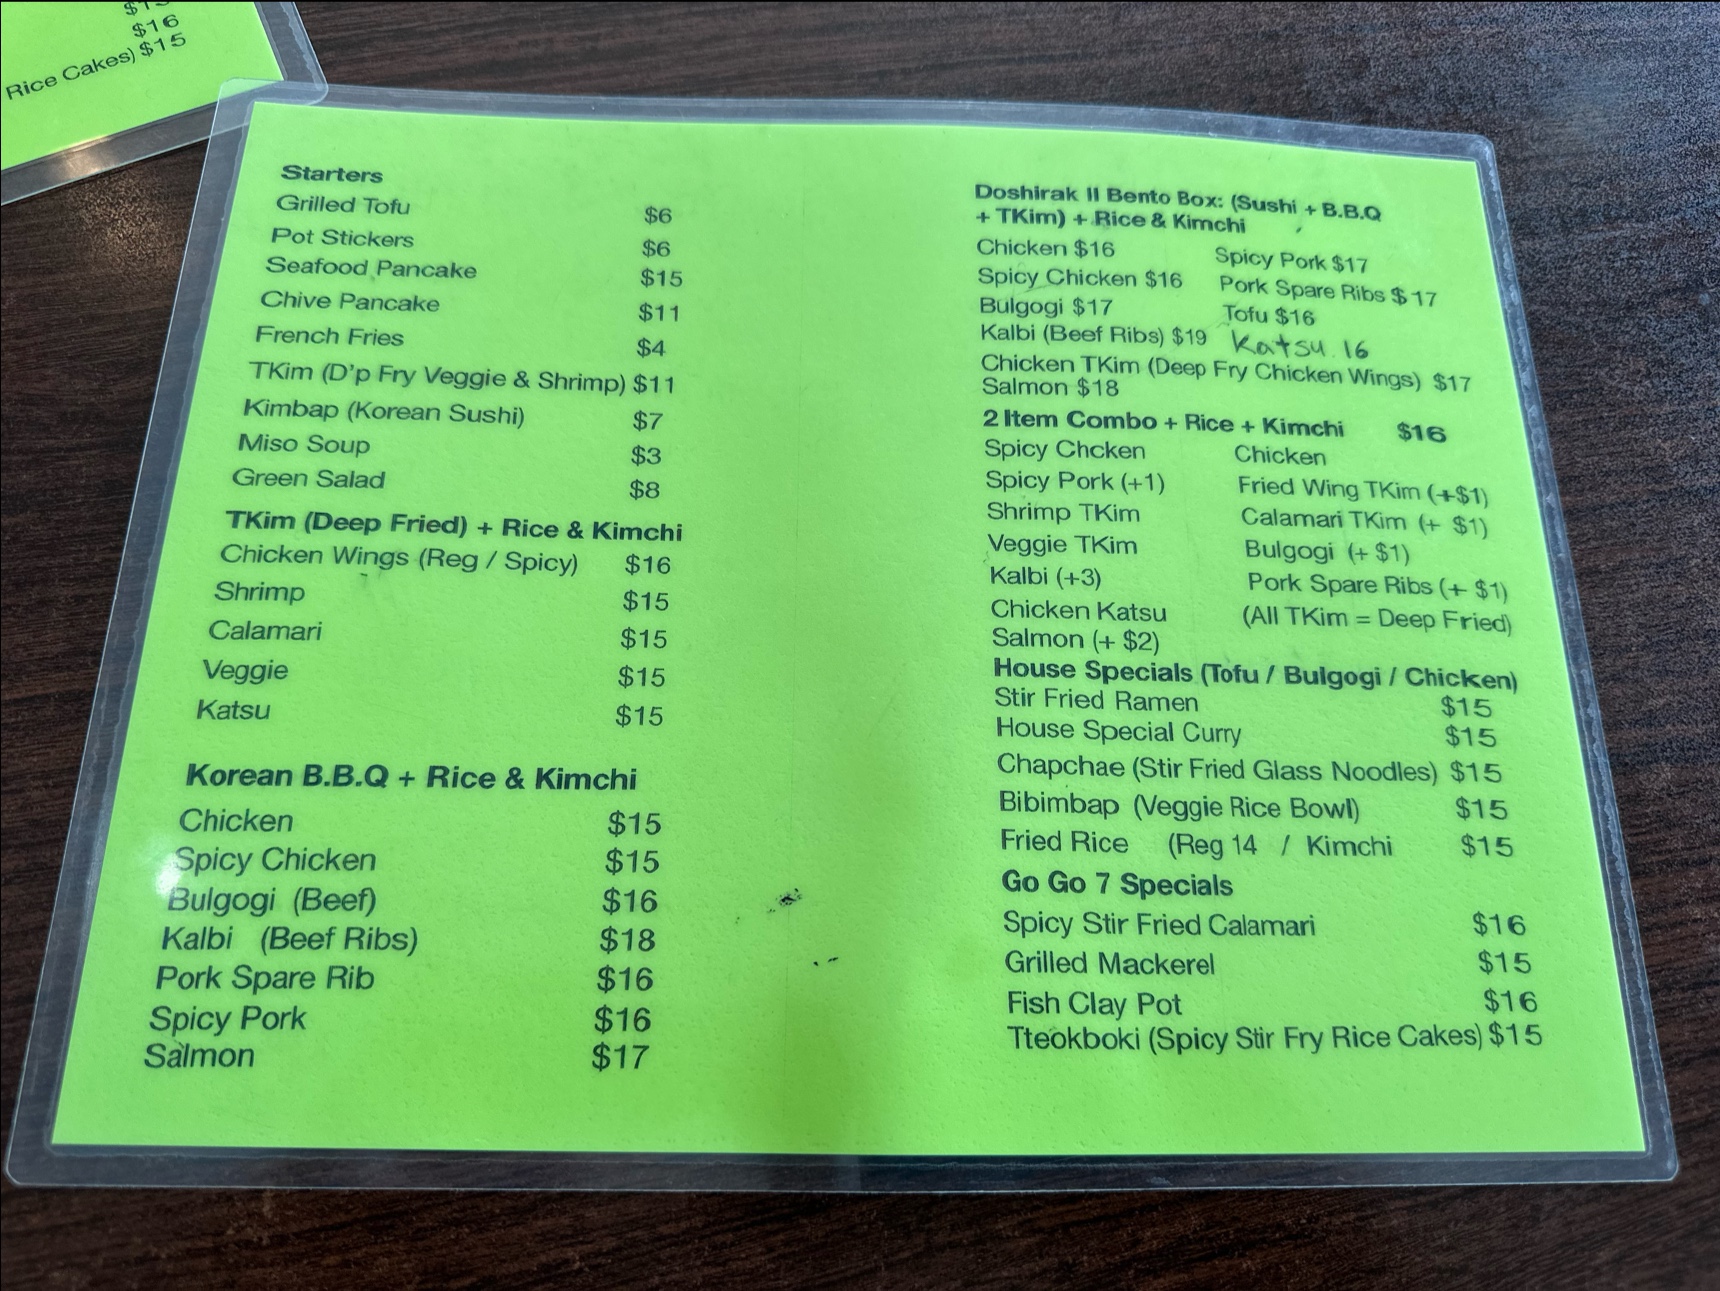 $16
Rice Cakes) $15
Starters
Grilled Tofu $6
Pot Stickers $6
Seafood Pancake $15
Chive Pancake $11
French Fries $4
TKim (D'p Fry Veggie & Shrimp) $11
Kimbap (Korean Sushi) $7
Miso Soup $3
Green Salad $8
TKim (Deep Fried) + Rice & Kimchi
Chicken Wings (Reg / Spicy) $16
Shrimp $15
Calamari $15
Veggie $15
Katsu $15
Korean B.B.Q + Rice & Kimchi
Chicken $15
Spicy Chicken $15
Bulgogi (Beef) $16
Kalbi (Beef Ribs) $18
Pork Spare Rib $16
Spicy Pork $16
Salmon $17
Doshirak II Bento Box: (Sushi + B.B.Q
+ TKim) + Rice & Kimchi
Chicken $16 Spicy Pork $17
Spicy Chicken $16 Pork Spare Ribs $17
Bulgogi $17 Tofu $16
Kalbi (Beef Ribs) $19 Katsu 16
Chicken TKim (Deep Fry Chicken Wings) $17
Salmon $18
2 Item Combo + Rice + Kimchi $16
Spicy Chcken Chicken
Spicy Pork (+1) Fried Wing TKim (+$1)
Shrimp TKim Calamari TKim (+ $1)
Veggie TKim Bulgogi (+ $1)
Kalbi (+3) Pork Spare Ribs (+ $1)
Chicken Katsu (All TKim = Deep Fried)
Salmon (+ $2)
House Specials (Tofu / Bulgogi / Chicken)
Stir Fried Ramen $15
House Special Curry $15
Chapchae (Stir Fried Glass Noodles) $15
Bibimbap (Veggie Rice Bowl) $15
Fried Rice (Reg 14 / Kimchi $15
Go Go 7 Specials
Spicy Stir Fried Calamari $16
Grilled Mackerel $15
Fish Clay Pot $16
Tteokboki (Spicy Stir Fry Rice Cakes) $15